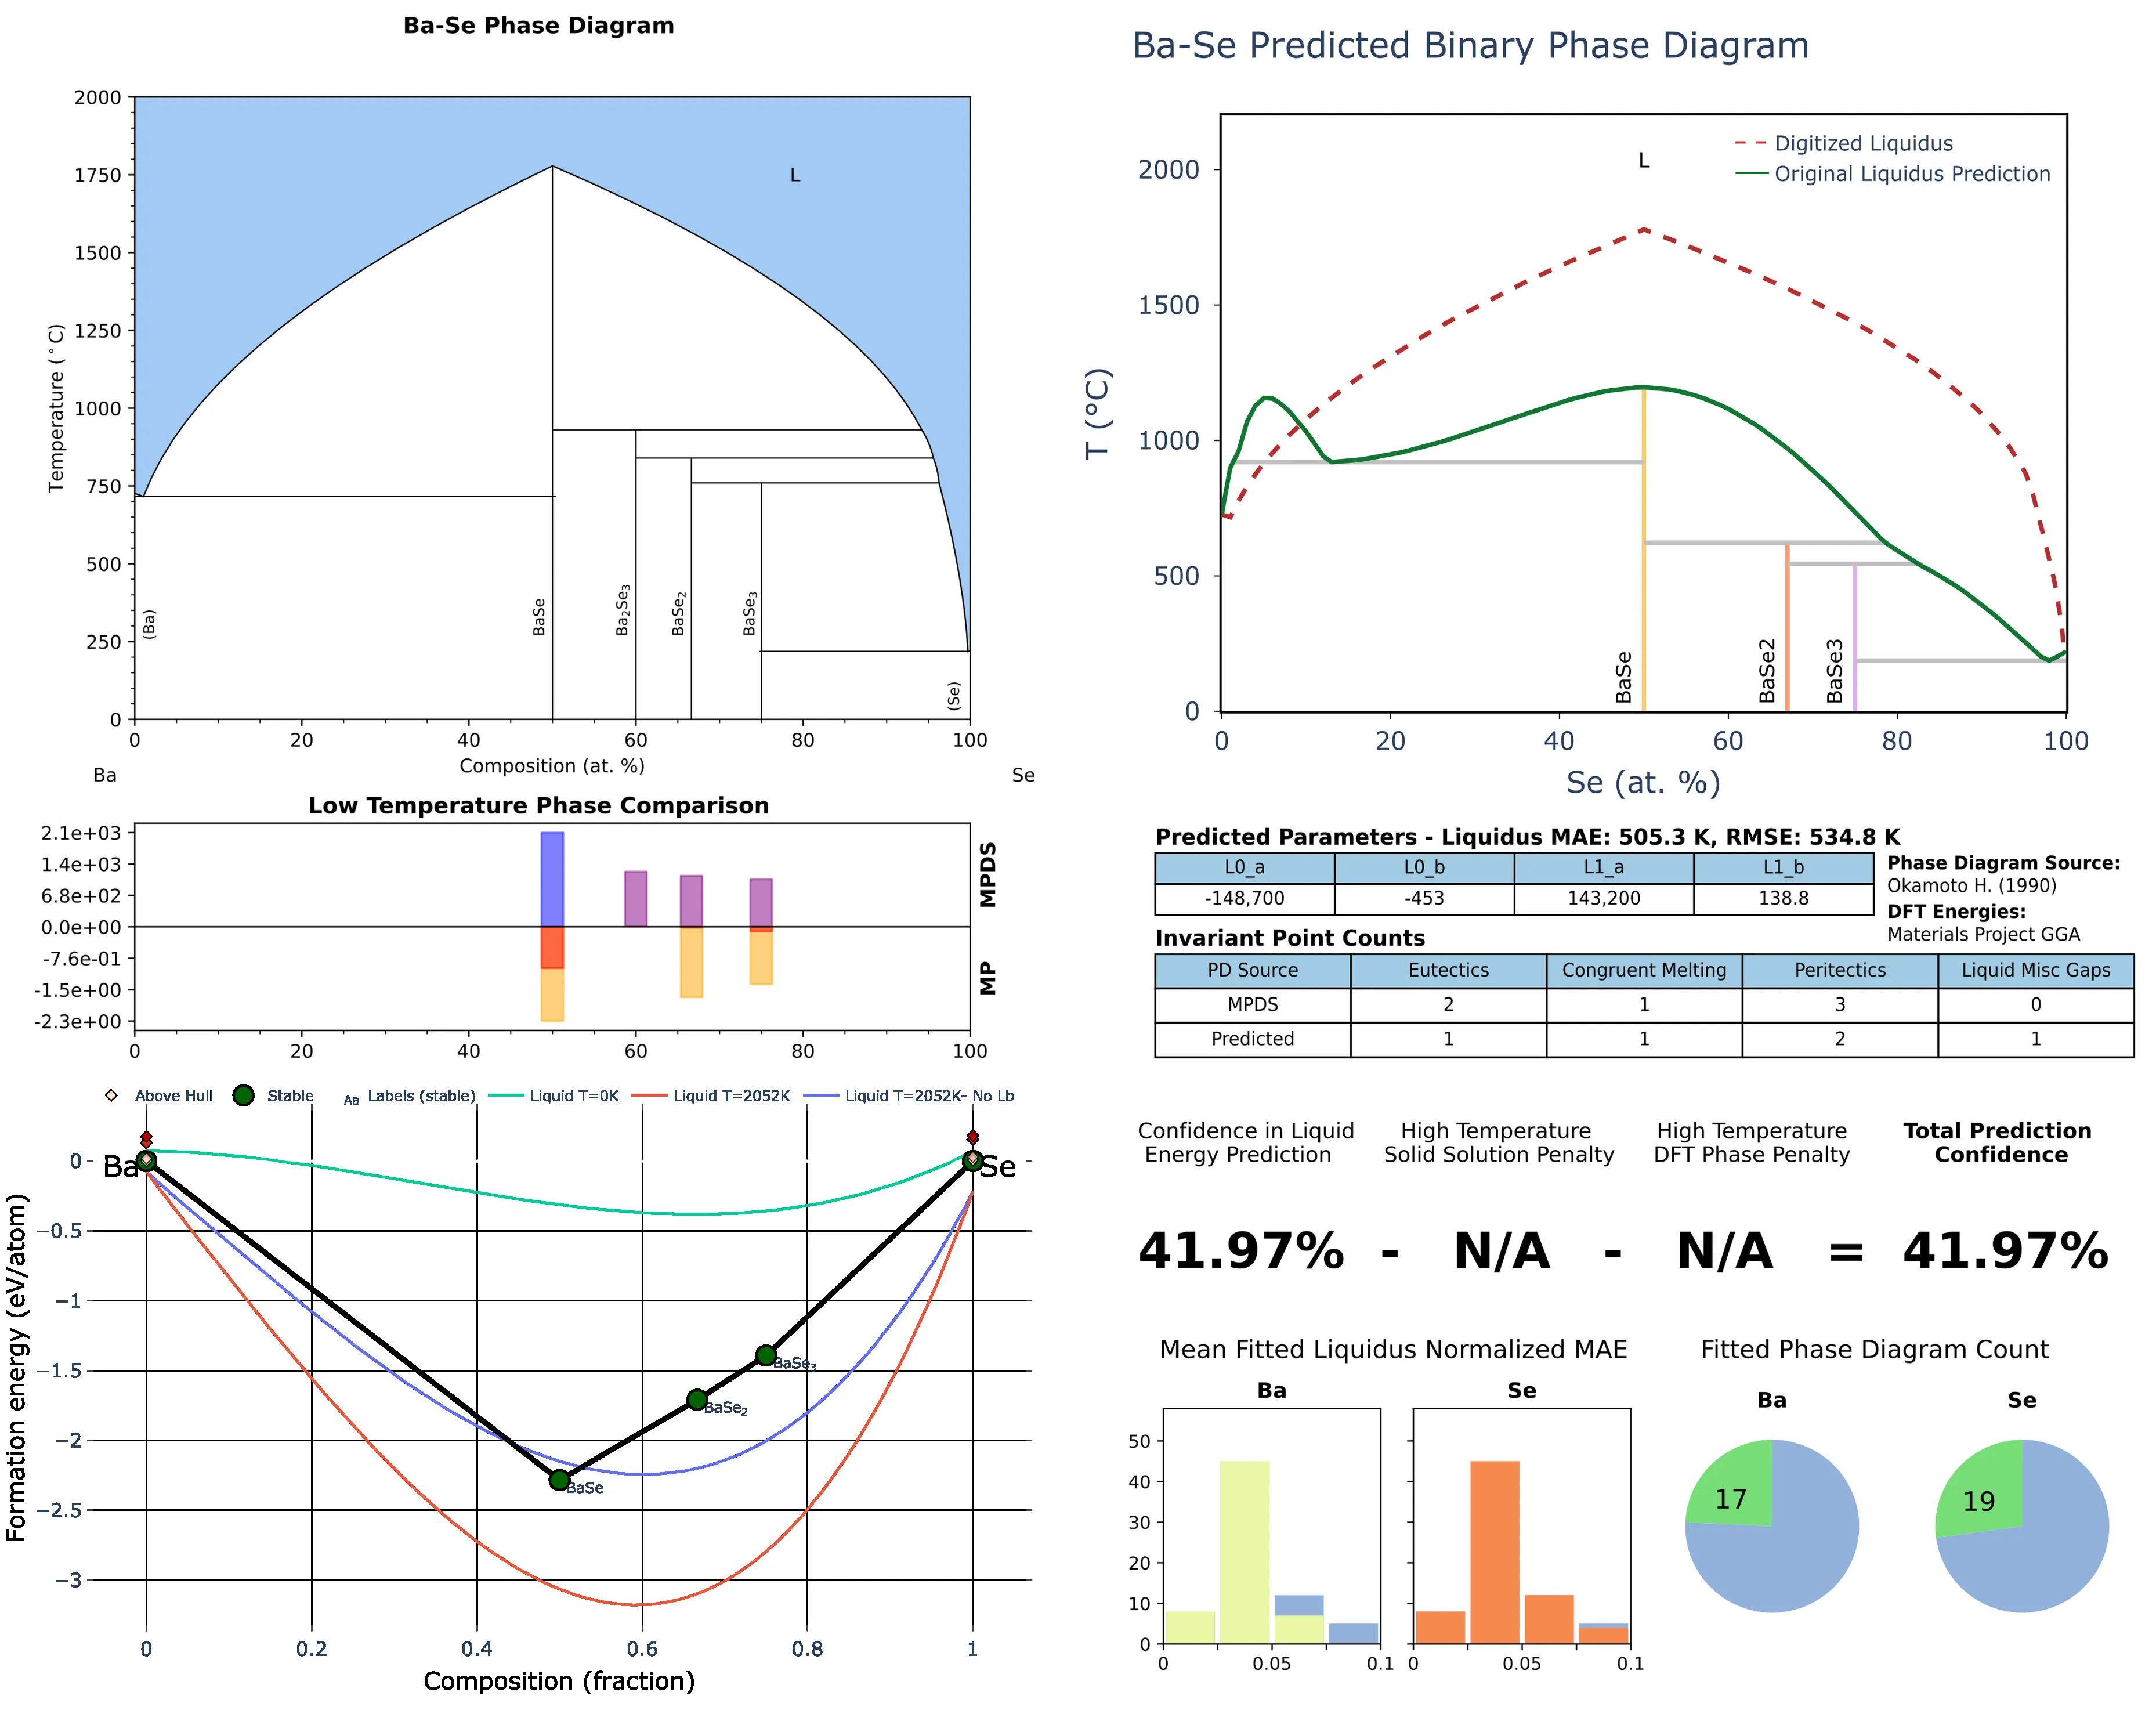 Ba-Se Phase Diagram
2000
1750
1500
1250
1000
750
500
250
0
Temperature (°C)
L
(Ba)
BaSe
Ba₂Se₃
BaSe₂
BaSe₃
(Se)
0 20 40 60 80 100
Composition (at. %)
Ba Se
Low Temperature Phase Comparison
2.1e+03
1.4e+03
6.8e+02
0.0e+00
-7.6e-01
-1.5e+00
-2.3e+00
MPDS
MP
0 20 40 60 80 100
Above Hull Stable Aa Labels (stable) Liquid T=0K Liquid T=2052K Liquid T=2052K- No Lb
0
−0.5
−1
−1.5
−2
−2.5
−3
Formation energy (eV/atom)
Ba
Se
BaSe₃
BaSe₂
BaSe
0 0.2 0.4 0.6 0.8 1
Composition (fraction)
Ba-Se Predicted Binary Phase Diagram
Digitized Liquidus
Original Liquidus Prediction
L
2000
1500
1000
500
0
T (°C)
BaSe
BaSe2
BaSe3
0 20 40 60 80 100
Se (at. %)
Predicted Parameters - Liquidus MAE: 505.3 K, RMSE: 534.8 K
L0_a L0_b L1_a L1_b
-148,700 -453 143,200 138.8
Phase Diagram Source:
Okamoto H. (1990)
DFT Energies:
Materials Project GGA
Invariant Point Counts
PD Source Eutectics Congruent Melting Peritectics Liquid Misc Gaps
MPDS 2 1 3 0
Predicted 1 1 2 1
Confidence in Liquid
Energy Prediction
High Temperature
Solid Solution Penalty
High Temperature
DFT Phase Penalty
Total Prediction
Confidence
41.97% - N/A - N/A = 41.97%
Mean Fitted Liquidus Normalized MAE
Ba Se
50
40
30
20
10
0
0 0.05 0.1
0 0.05 0.1
Fitted Phase Diagram Count
Ba Se
17 19